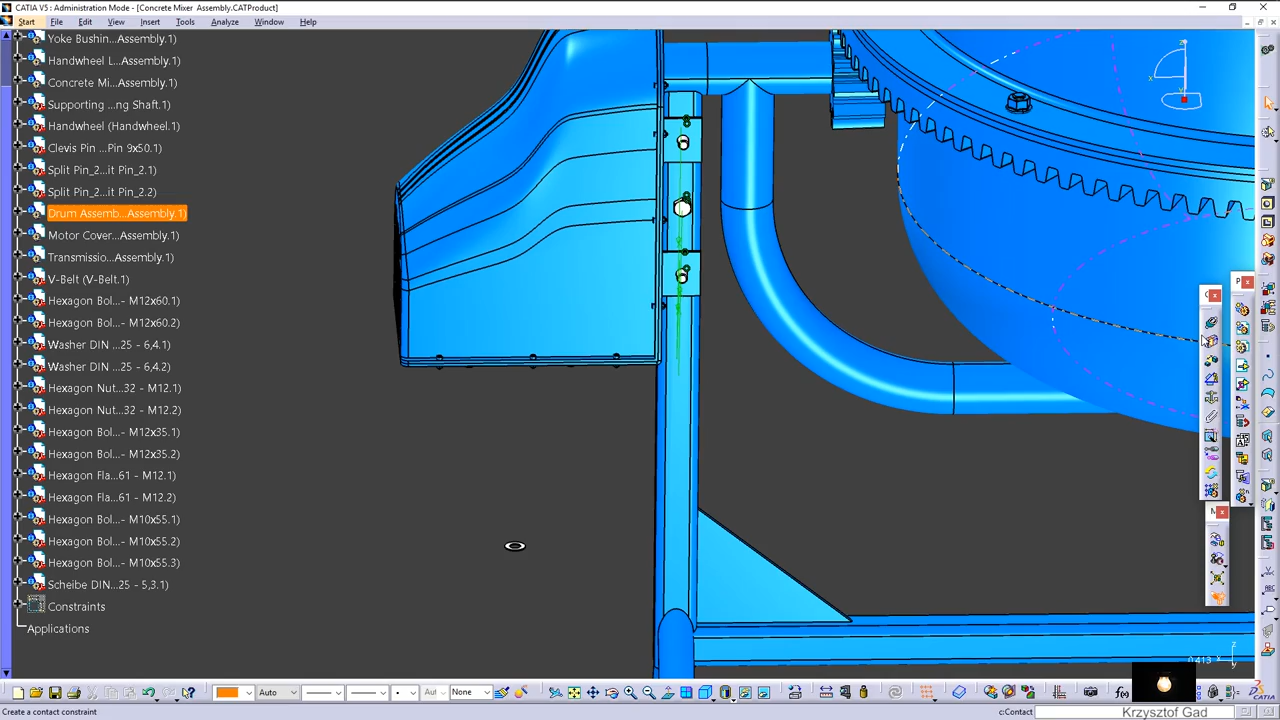 CATIA V5 : Administration Mode - [Concrete Mixer Assembly.CATProduct]
Start File Edit View Insert Tools Analyze Window Help
Yoke Bushin...Assembly.1)
Handwheel L...Assembly.1)
Concrete Mi...Assembly.1)
Supporting ...ng Shaft.1)
Handwheel (Handwheel.1)
Clevis Pin ...Pin 9x50.1)
Split Pin_2...it Pin_2.1)
Split Pin_2...it Pin_2.2)
Drum Assemb...Assembly.1)
Motor Cover...Assembly.1)
Transmissio...Assembly.1)
V-Belt (V-Belt.1)
Hexagon Bol...- M12x60.1)
Hexagon Bol...- M12x60.2)
Washer DIN ...25 - 6,4.1)
Washer DIN ...25 - 6,4.2)
Hexagon Nut...32 - M12.1)
Hexagon Nut...32 - M12.2)
Hexagon Bol...- M12x35.1)
Hexagon Bol...- M12x35.2)
Hexagon Fla...61 - M12.1)
Hexagon Fla...61 - M12.2)
Hexagon Bol...- M10x55.1)
Hexagon Bol...- M10x55.2)
Hexagon Bol...- M10x55.3)
Scheibe DIN...25 - 5,3.1)
Constraints
Applications
0.413
Auto Aut None
Create a contact constraint c:Contact Krzysztof Gad